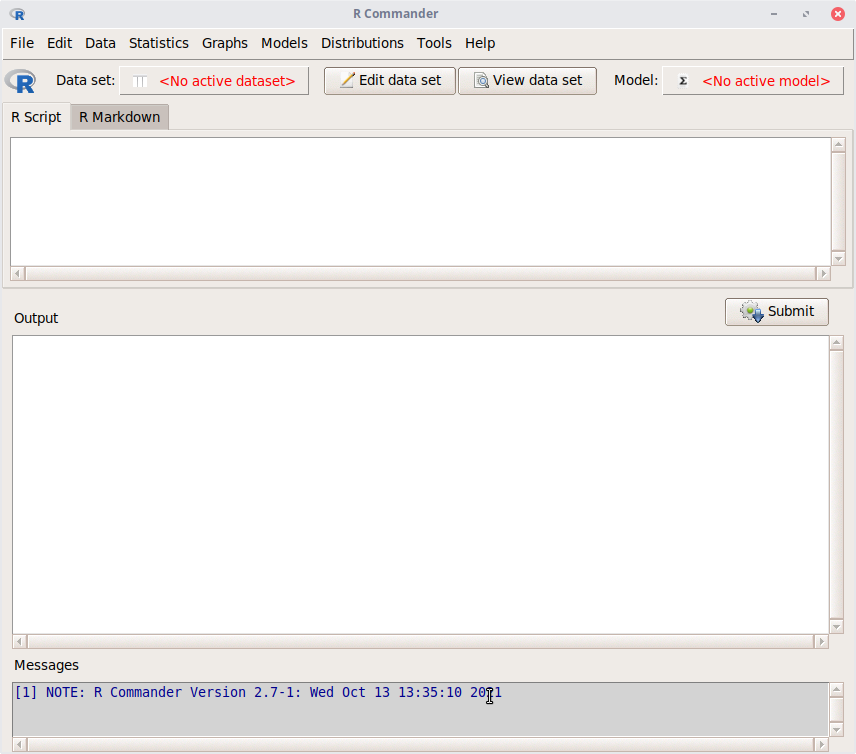 R Commander
File Edit Data Statistics Graphs Models Distributions Tools Help
R Data set: <No active dataset> Edit data set View data set Model: Σ <No active model>
R Script R Markdown
Output Submit
Messages
[1] NOTE: R Commander Version 2.7-1: Wed Oct 13 13:35:10 2021